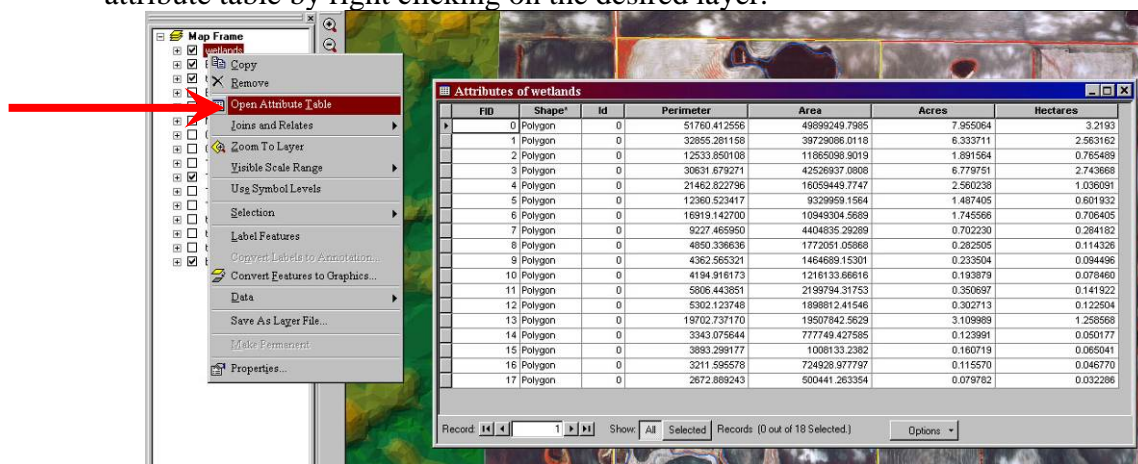 attribute table by right clicking on the desired layer.
Map Frame
wetlands
Copy
Remove
Open Attribute Table
Joins and Relates
Zoom To Layer
Visible Scale Range
Use Symbol Levels
Selection
Label Features
Convert Labels to Annotation...
Convert Features to Graphics...
Data
Save As Layer File...
Make Permanent
Properties...
Attributes of wetlands
FID Shape* Id Perimeter Area Acres Hectares
0 Polygon 0 51760.412556 49899249.7985 7.955064 3.2193
1 Polygon 0 32855.281158 39729086.0118 6.333711 2.563162
2 Polygon 0 12533.850108 11865098.9019 1.891564 0.765489
3 Polygon 0 30631.679271 42526937.0808 6.779751 2.743668
4 Polygon 0 21462.822796 16059449.7747 2.560238 1.036091
5 Polygon 0 12360.523417 9329959.1564 1.487405 0.601932
6 Polygon 0 16919.142700 10949304.5689 1.745566 0.706405
7 Polygon 0 9227.465950 4404835.29289 0.702230 0.284182
8 Polygon 0 4850.336636 1772051.05868 0.282505 0.114326
9 Polygon 0 4362.565321 1464689.15301 0.233504 0.094496
10 Polygon 0 4194.916173 1216133.66616 0.193879 0.078460
11 Polygon 0 5806.443851 2199794.31753 0.350697 0.141922
12 Polygon 0 5302.123748 1898812.41546 0.302713 0.122504
13 Polygon 0 19702.737170 19507842.5629 3.109989 1.258568
14 Polygon 0 3343.075644 777749.427585 0.123991 0.050177
15 Polygon 0 3893.299177 1008133.2382 0.160719 0.065041
16 Polygon 0 3211.595578 724928.977797 0.115570 0.046770
17 Polygon 0 2672.889243 500441.263354 0.079782 0.032286
Record: 1 Show: All Selected Records (0 out of 18 Selected.) Options